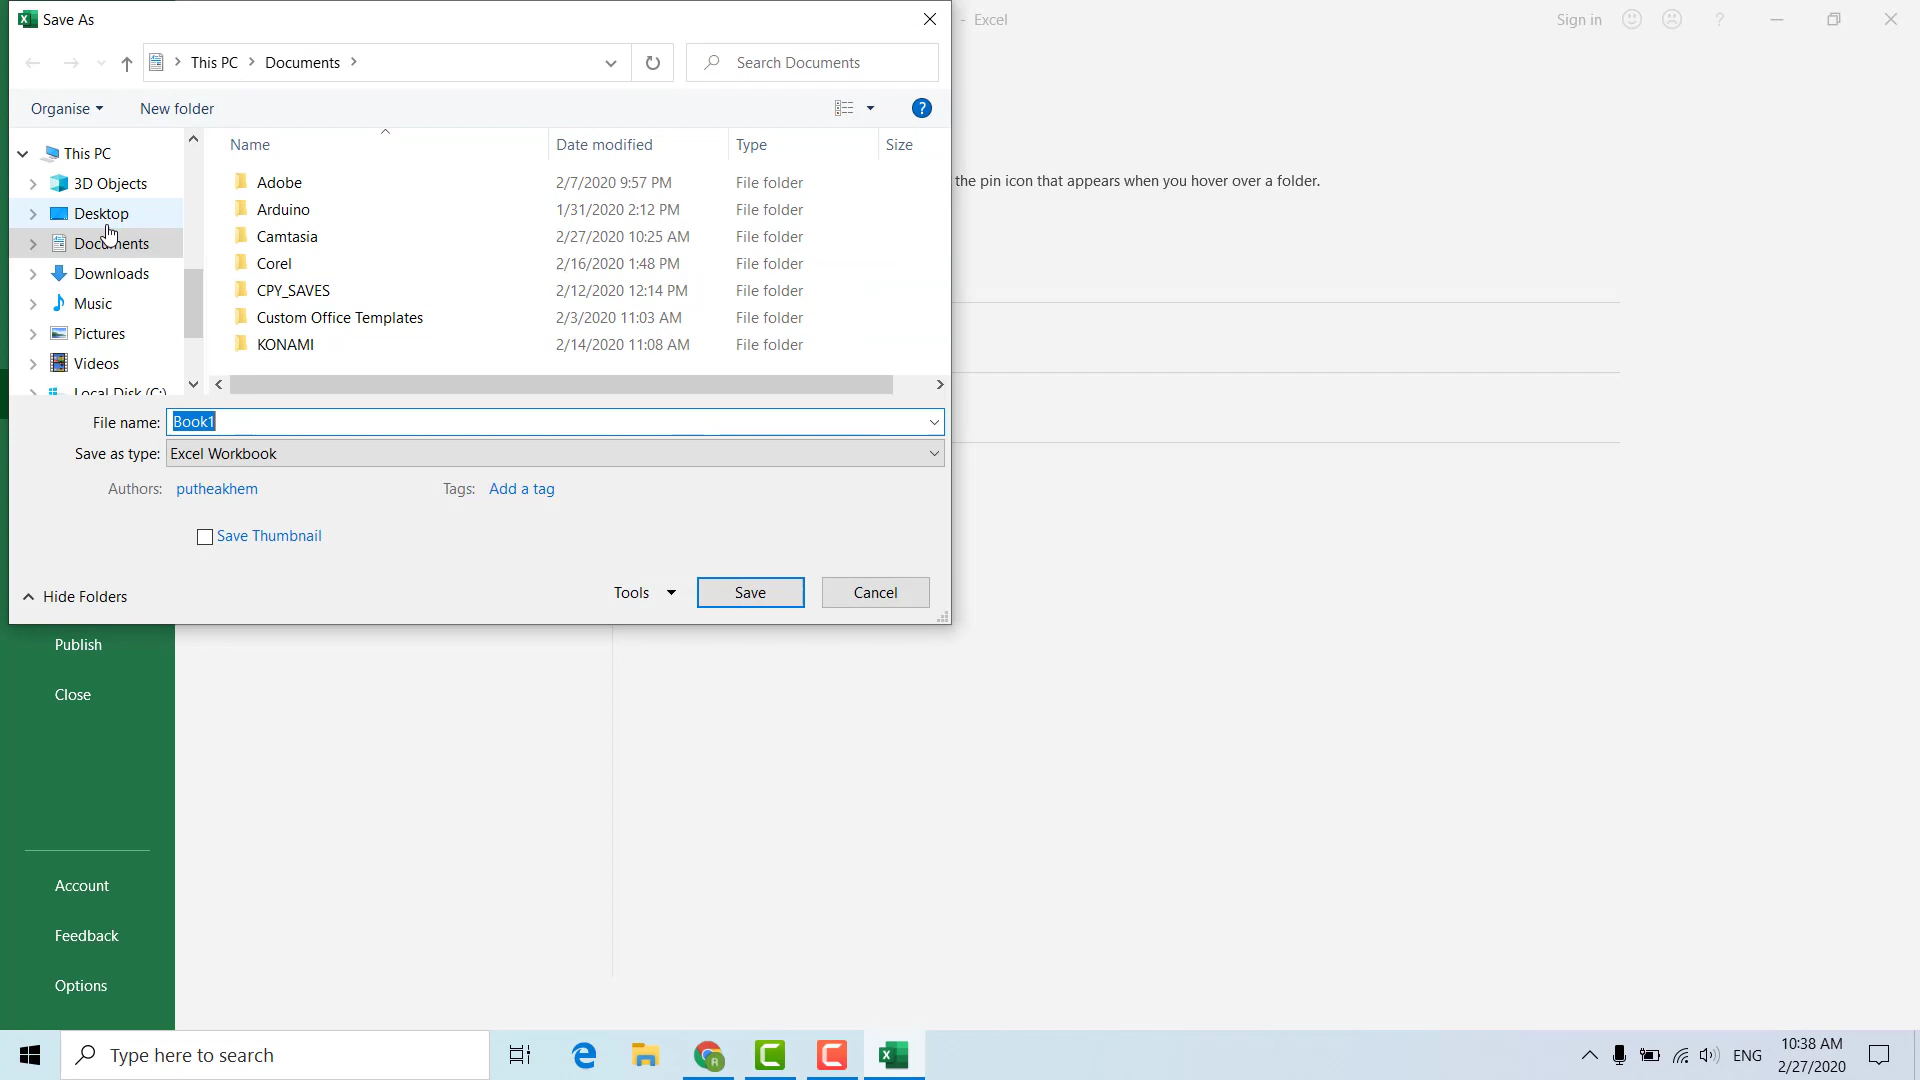 Save As
- Excel
Sign in
?
This PC > Documents >
Search Documents
Organise
New folder
?
This PC
3D Objects
Desktop
Documents
Downloads
Music
Pictures
Videos
Local Disk (C:)
Name Date modified Type Size
Adobe 2/7/2020 9:57 PM File folder
Arduino 1/31/2020 2:12 PM File folder
Camtasia 2/27/2020 10:25 AM File folder
Corel 2/16/2020 1:48 PM File folder
CPY_SAVES 2/12/2020 12:14 PM File folder
Custom Office Templates 2/3/2020 11:03 AM File folder
KONAMI 2/14/2020 11:08 AM File folder
the pin icon that appears when you hover over a folder.
File name: Book1
Save as type: Excel Workbook
Authors: putheakhem Tags: Add a tag
Save Thumbnail
Hide Folders
Tools
Save
Cancel
Publish
Close
Account
Feedback
Options
Type here to search
ENG
10:38 AM
2/27/2020